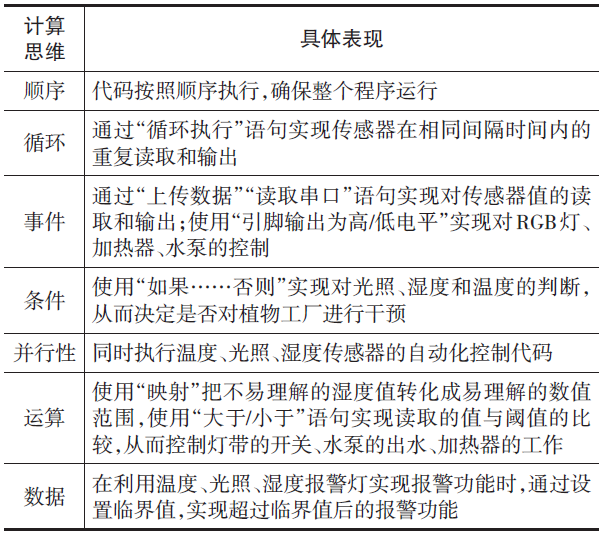 计算
思维
具体表现
顺序
代码按照顺序执行,确保整个程序运行
循环
通过“循环执行”语句实现传感器在相同间隔时间内的
重复读取和输出
事件
通过“上传数据”“读取串口”语句实现对传感器值的读
取和输出;使用“引脚输出为高/低电平”实现对RGB灯、
加热器、水泵的控制
条件
使用“如果……否则”实现对光照、湿度和温度的判断,
从而决定是否对植物工厂进行干预
并行性
同时执行温度、光照、湿度传感器的自动化控制代码
运算
使用“映射”把不易理解的湿度值转化成易理解的数值
范围,使用“大于/小于”语句实现读取的值与阈值的比
较,从而控制灯带的开关、水泵的出水、加热器的工作
数据
在利用温度、光照、湿度报警灯实现报警功能时,通过设
置临界值,实现超过临界值后的报警功能